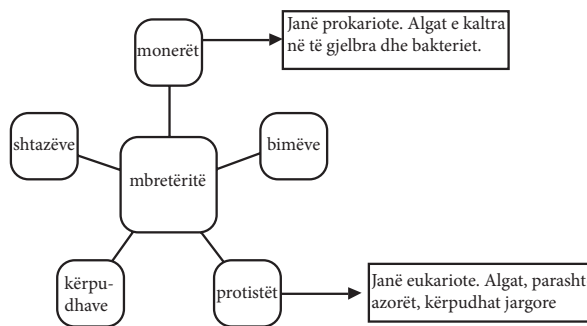 Janë prokariote. Algat e kaltra
në të gjelbra dhe bakteriet.
monerët
shtazëve
bimëve
mbretëritë
kërpu-
dhave
protistët
Janë eukariote. Algat, parasht
azorët, kërpudhat jargore